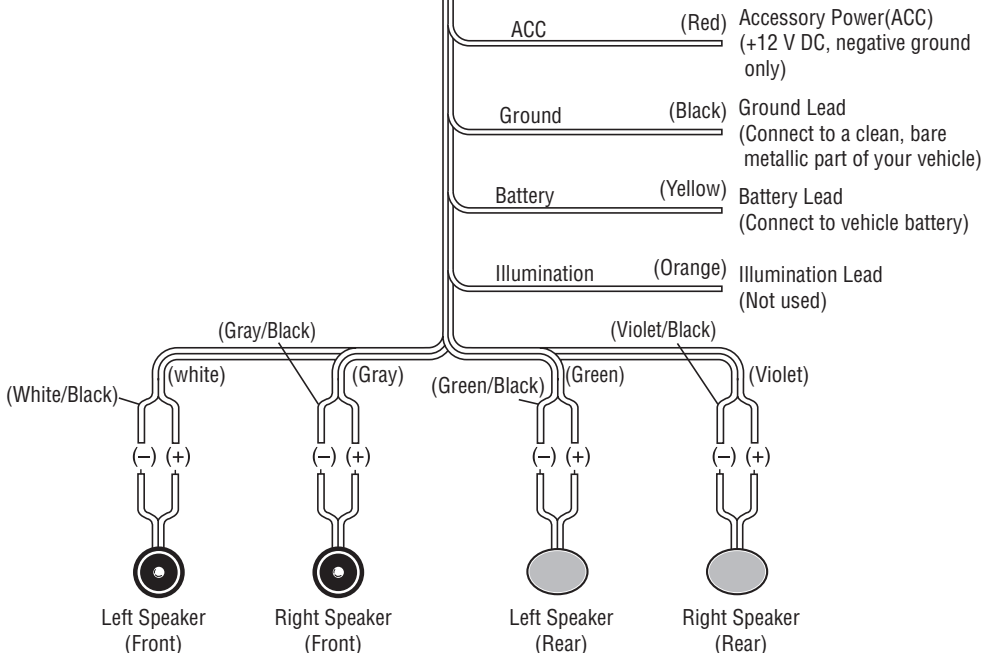 ACC
(Red)
Accessory Power(ACC)
(+12 V DC, negative ground
only)
Ground
(Black)
Ground Lead
(Connect to a clean, bare
metallic part of your vehicle)
Battery
(Yellow)
Battery Lead
(Connect to vehicle battery)
Illumination
(Orange)
Illumination Lead
(Not used)
(Gray/Black)
(Violet/Black)
(White/Black)
(white)
(Gray)
(Green/Black)
(Green)
(Violet)
(−) (+)
(−) (+)
(−) (+)
(−) (+)
Left Speaker
(Front)
Right Speaker
(Front)
Left Speaker
(Rear)
Right Speaker
(Rear)